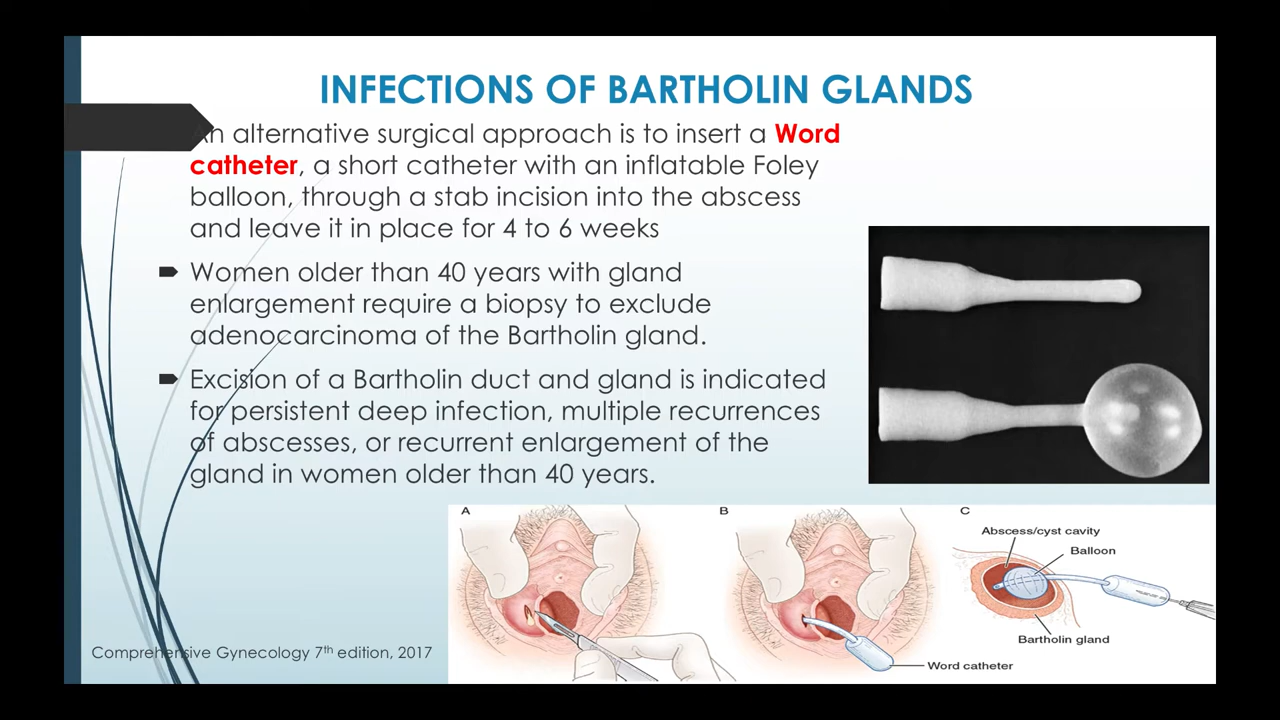 INFECTIONS OF BARTHOLIN GLANDS
An alternative surgical approach is to insert a Word
catheter, a short catheter with an inflatable Foley
balloon, through a stab incision into the abscess
and leave it in place for 4 to 6 weeks
Women older than 40 years with gland
enlargement require a biopsy to exclude
adenocarcinoma of the Bartholin gland.
Excision of a Bartholin duct and gland is indicated
for persistent deep infection, multiple recurrences
of abscesses, or recurrent enlargement of the
gland in women older than 40 years.
A
B
C
Abscess/cyst cavity
Balloon
Bartholin gland
Word catheter
Comprehensive Gynecology 7th edition, 2017